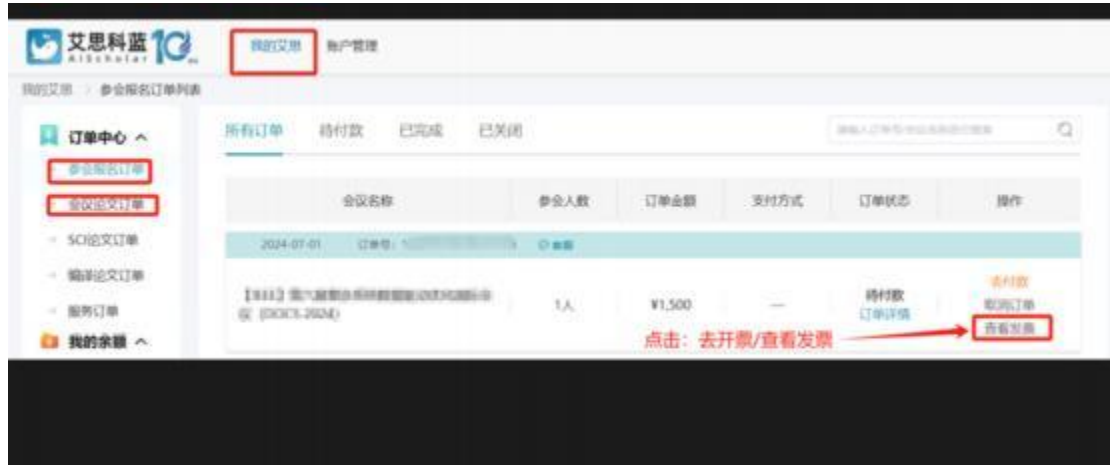 艾思科蓝
AiScholar
我的艾思 账户管理
我的艾思 > 参会报名订单列表
订单中心
所有订单 待付款 已完成 已关闭
参会报名订单
会议论文订单
会议名称 参会人数 订单金额 支付方式 订单状态 操作
SCI论文订单
2024-07-01 订单号:
编译论文订单
1人 ¥1,500 — 待付款 去付款
订单详情 取消订单
服务订单
查看发票
我的余额
点击：去开票/查看发票